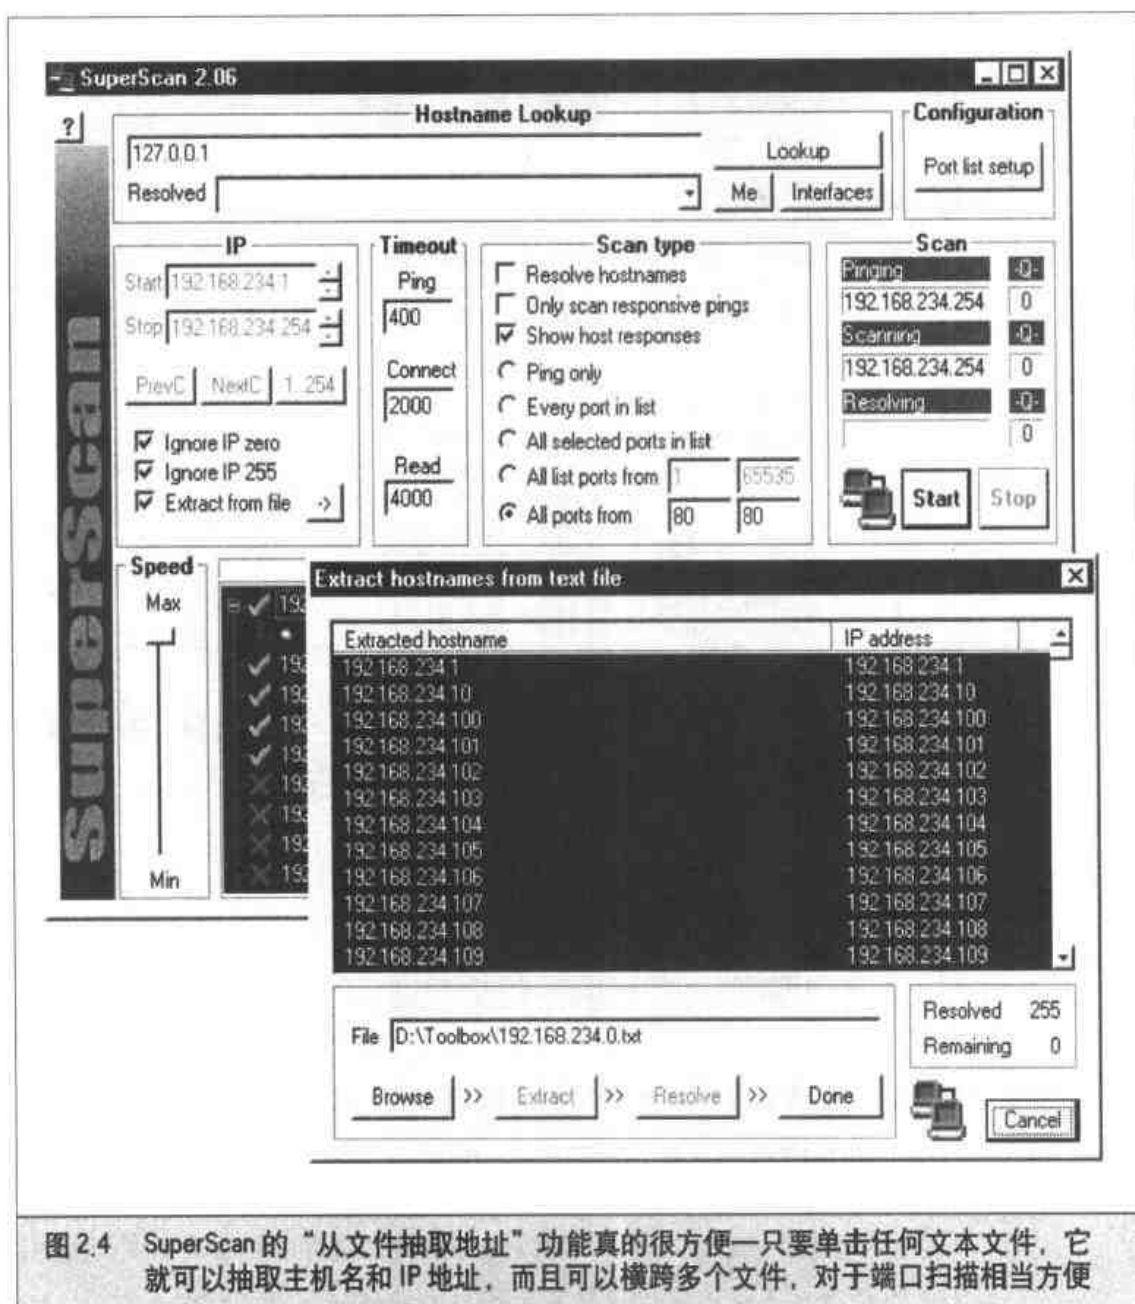 SuperScan 2.06
?
Hostname Lookup
127.0.0.1
Lookup
Resolved
Me
Interfaces
Configuration
Port list setup
IP
Start 192.168.234.1
Stop 192.168.234.254
PrevC
NextC
1..254
Ignore IP zero
Ignore IP 255
Extract from file
->
Timeout
Ping
400
Connect
2000
Read
4000
Scan type
Resolve hostnames
Only scan responsive pings
Show host responses
Ping only
Every port in list
All selected ports in list
All list ports from 1 65535
All ports from 80 80
Scan
Pinging -Q-
192.168.234.254 0
Scanning -Q-
192.168.234.254 0
Resolving -Q-
0
Start
Stop
superscan
Speed
Max
Min
192
192
192
192
192
192
192
192
192
Extract hostnames from text file
Extracted hostname IP address
192.168.234.1 192.168.234.1
192.168.234.10 192.168.234.10
192.168.234.100 192.168.234.100
192.168.234.101 192.168.234.101
192.168.234.102 192.168.234.102
192.168.234.103 192.168.234.103
192.168.234.104 192.168.234.104
192.168.234.105 192.168.234.105
192.168.234.106 192.168.234.106
192.168.234.107 192.168.234.107
192.168.234.108 192.168.234.108
192.168.234.109 192.168.234.109
File D:\Toolbox\192.168.234.0.txt
Browse >> Extract >> Resolve >> Done
Resolved 255
Remaining 0
Cancel
图 2.4 SuperScan 的“从文件抽取地址”功能真的很方便—只要单击任何文本文件，它
就可以抽取主机名和 IP 地址，而且可以横跨多个文件，对于端口扫描相当方便